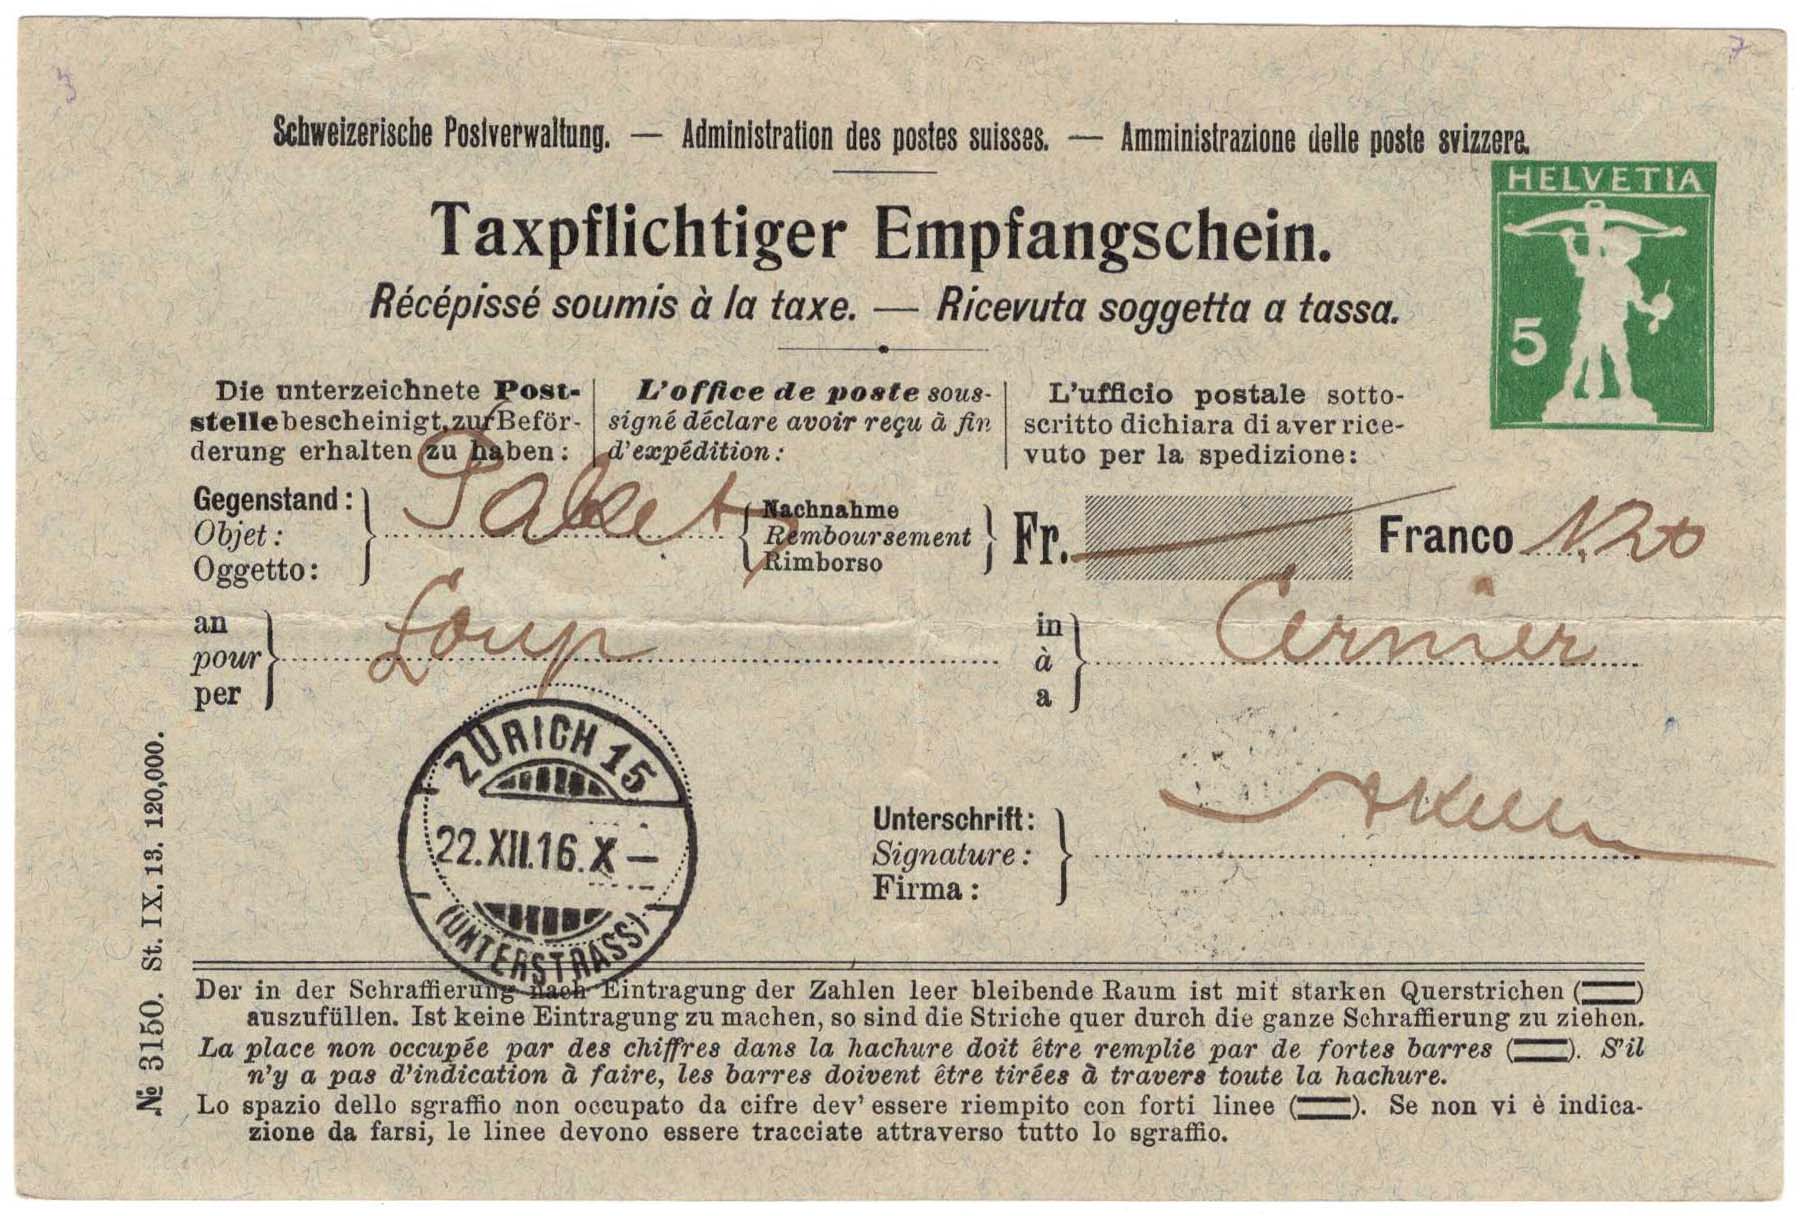 Schweizerische Postverwaltung. — Administration des postes suisses. — Amministrazione delle poste svizzere.
HELVETIA
5
Taxpflichtiger Empfangschein.
Récépissé soumis à la taxe. — Ricevuta soggetta a tassa.
Die unterzeichnete Post-
stelle bescheinigt, zur Beför-
derung erhalten zu haben:
L'office de poste sous-
signé déclare avoir reçu à fin
d'expédition:
L'ufficio postale sotto-
scritto dichiara di aver rice-
vuto per la spedizione:
Gegenstand:
Objet:
Oggetto:
Paket
Nachnahme
Remboursement
Rimborso
Fr.
Franco
an
pour
per
Loup
in
à
a
Cernier
ZÜRICH 15
22.XII.16.X —
(UNTERSTRASS)
Unterschrift:
Signature:
Firma:
Der in der Schraffierung nach Eintragung der Zahlen leer bleibende Raum ist mit starken Querstrichen (══)
auszufüllen. Ist keine Eintragung zu machen, so sind die Striche quer durch die ganze Schraffierung zu ziehen.
La place non occupée par des chiffres dans la hachure doit être remplie par de fortes barres (══). S'il
n'y a pas d'indication à faire, les barres doivent être tirées à travers toute la hachure.
Lo spazio dello sgraffio non occupato da cifre dev' essere riempito con forti linee (══). Se non vi è indica-
zione da farsi, le linee devono essere tracciate attraverso tutto lo sgraffio.
№ 3150. St. IX, 13. 120,000.